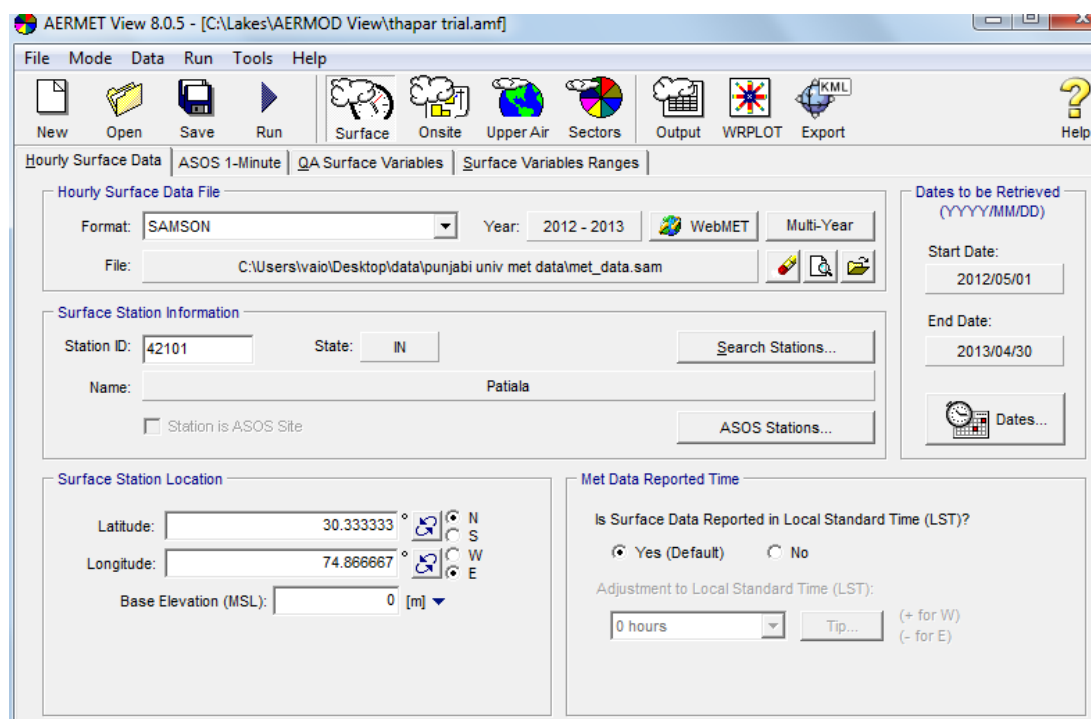 AERMET View 8.0.5 - [C:\Lakes\AERMOD View\thapar trial.amf]
File Mode Data Run Tools Help
KML
New Open Save Run Surface Onsite Upper Air Sectors Output WRPLOT Export Help
Hourly Surface Data ASOS 1-Minute QA Surface Variables Surface Variables Ranges
Hourly Surface Data File
Format: SAMSON Year: 2012 - 2013 WebMET Multi-Year
File: C:\Users\vaio\Desktop\data\punjabi univ met data\met_data.sam
Dates to be Retrieved
(YYYY/MM/DD)
Start Date:
2012/05/01
End Date:
2013/04/30
Dates...
Surface Station Information
Station ID: 42101 State: IN Search Stations...
Name: Patiala
Station is ASOS Site ASOS Stations...
Surface Station Location
Latitude: 30.333333 ° N
S
Longitude: 74.866667 ° W
E
Base Elevation (MSL): 0 [m]
Met Data Reported Time
Is Surface Data Reported in Local Standard Time (LST)?
Yes (Default) No
Adjustment to Local Standard Time (LST):
0 hours Tip... (+ for W)
(- for E)